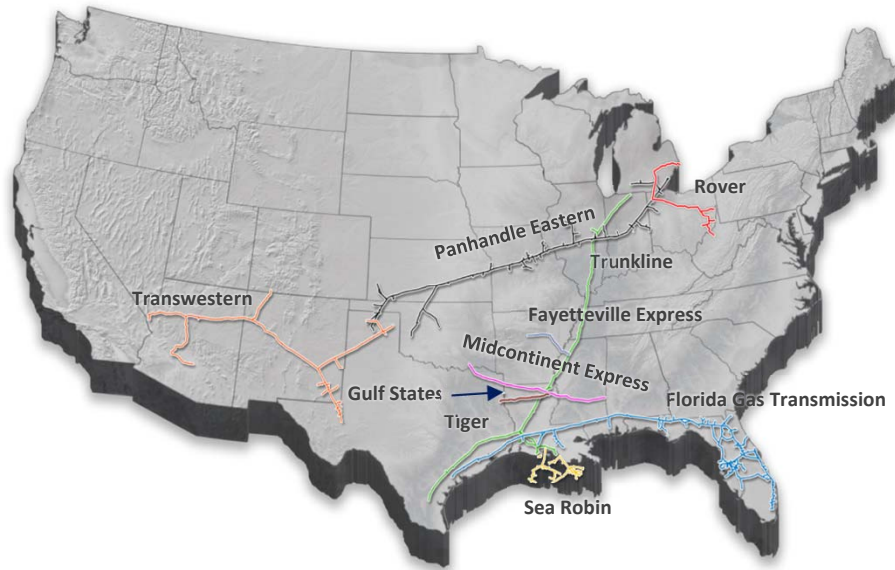 Rover
Panhandle Eastern
Trunkline
Transwestern
Fayetteville Express
Midcontinent Express
Gulf States
Florida Gas Transmission
Tiger
Sea Robin